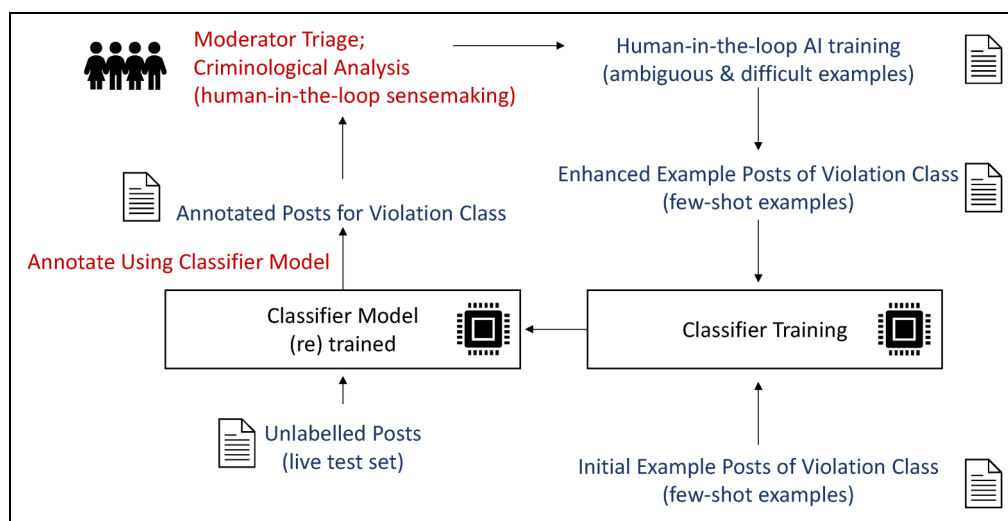 Moderator Triage;
Criminological Analysis
(human-in-the-loop sensemaking)
Human-in-the-loop AI training
(ambiguous & difficult examples)
Enhanced Example Posts of Violation Class
(few-shot examples)
Annotated Posts for Violation Class
Annotate Using Classifier Model
Classifier Model
(re) trained
Classifier Training
Unlabelled Posts
(live test set)
Initial Example Posts of Violation Class
(few-shot examples)